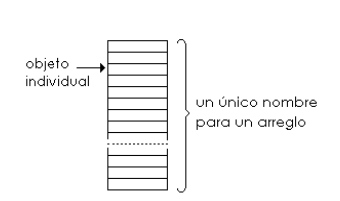 objeto
individual
un único nombre
para un arreglo